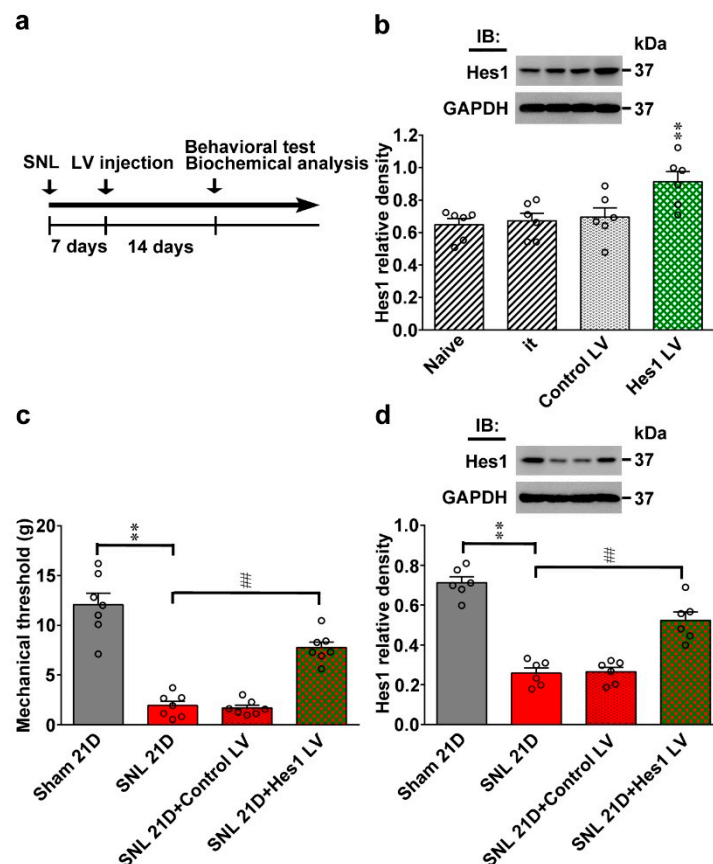 a
SNL LV injection Behavioral test
Biochemical analysis
7 days 14 days
b
IB: kDa
Hes1 37
GAPDH 37
Hes1 relative density
1.2
1.0
0.8
0.6
0.4
0.2
0.0
**
Naive it Control LV Hes1 LV
c
Mechanical threshold (g)
20
15
10
5
0
**
##
Sham 21D SNL 21D SNL 21D+Control LV SNL 21D+Hes1 LV
d
IB: kDa
Hes1 37
GAPDH 37
Hes1 relative density
1.0
0.8
0.6
0.4
0.2
0.0
**
##
Sham 21D SNL 21D SNL 21D+Control LV SNL 21D+Hes1 LV